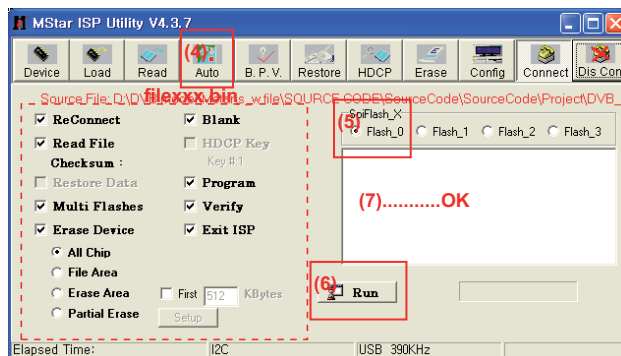 MStar ISP Utility V4.3.7
(4)
Device Load Read Auto B. P. V. Restore HDCP Erase Config Connect Dis Con
filexxx.bin
ReConnect Blank
Read File HDCP Key
Checksum : Key #:1
Restore Data Program
Multi Flashes Verify
Erase Device Exit ISP
All Chip
File Area
Erase Area First 512 KBytes
Partial Erase Setup
SpiFlash_X
(5)
Flash_0 Flash_1 Flash_2 Flash_3
(7)...........OK
(6)
Run
Elapsed Time: I2C USB 390KHz